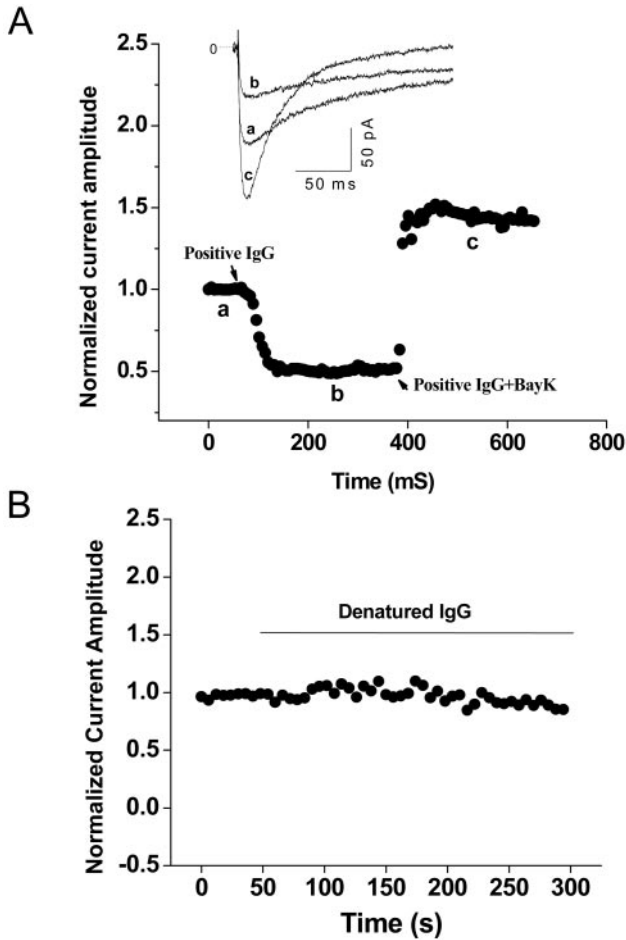 A
Normalized current amplitude
2.5
2.0
1.5
1.0
0.5
0
b
a
c
50 pA
50 ms
Positive IgG
a
b
c
Positive IgG+BayK
0
200
400
600
800
Time (mS)
B
Normalized Current Amplitude
2.5
2.0
1.5
1.0
0.5
0.0
-0.5
Denatured IgG
0
50
100
150
200
250
300
Time (s)